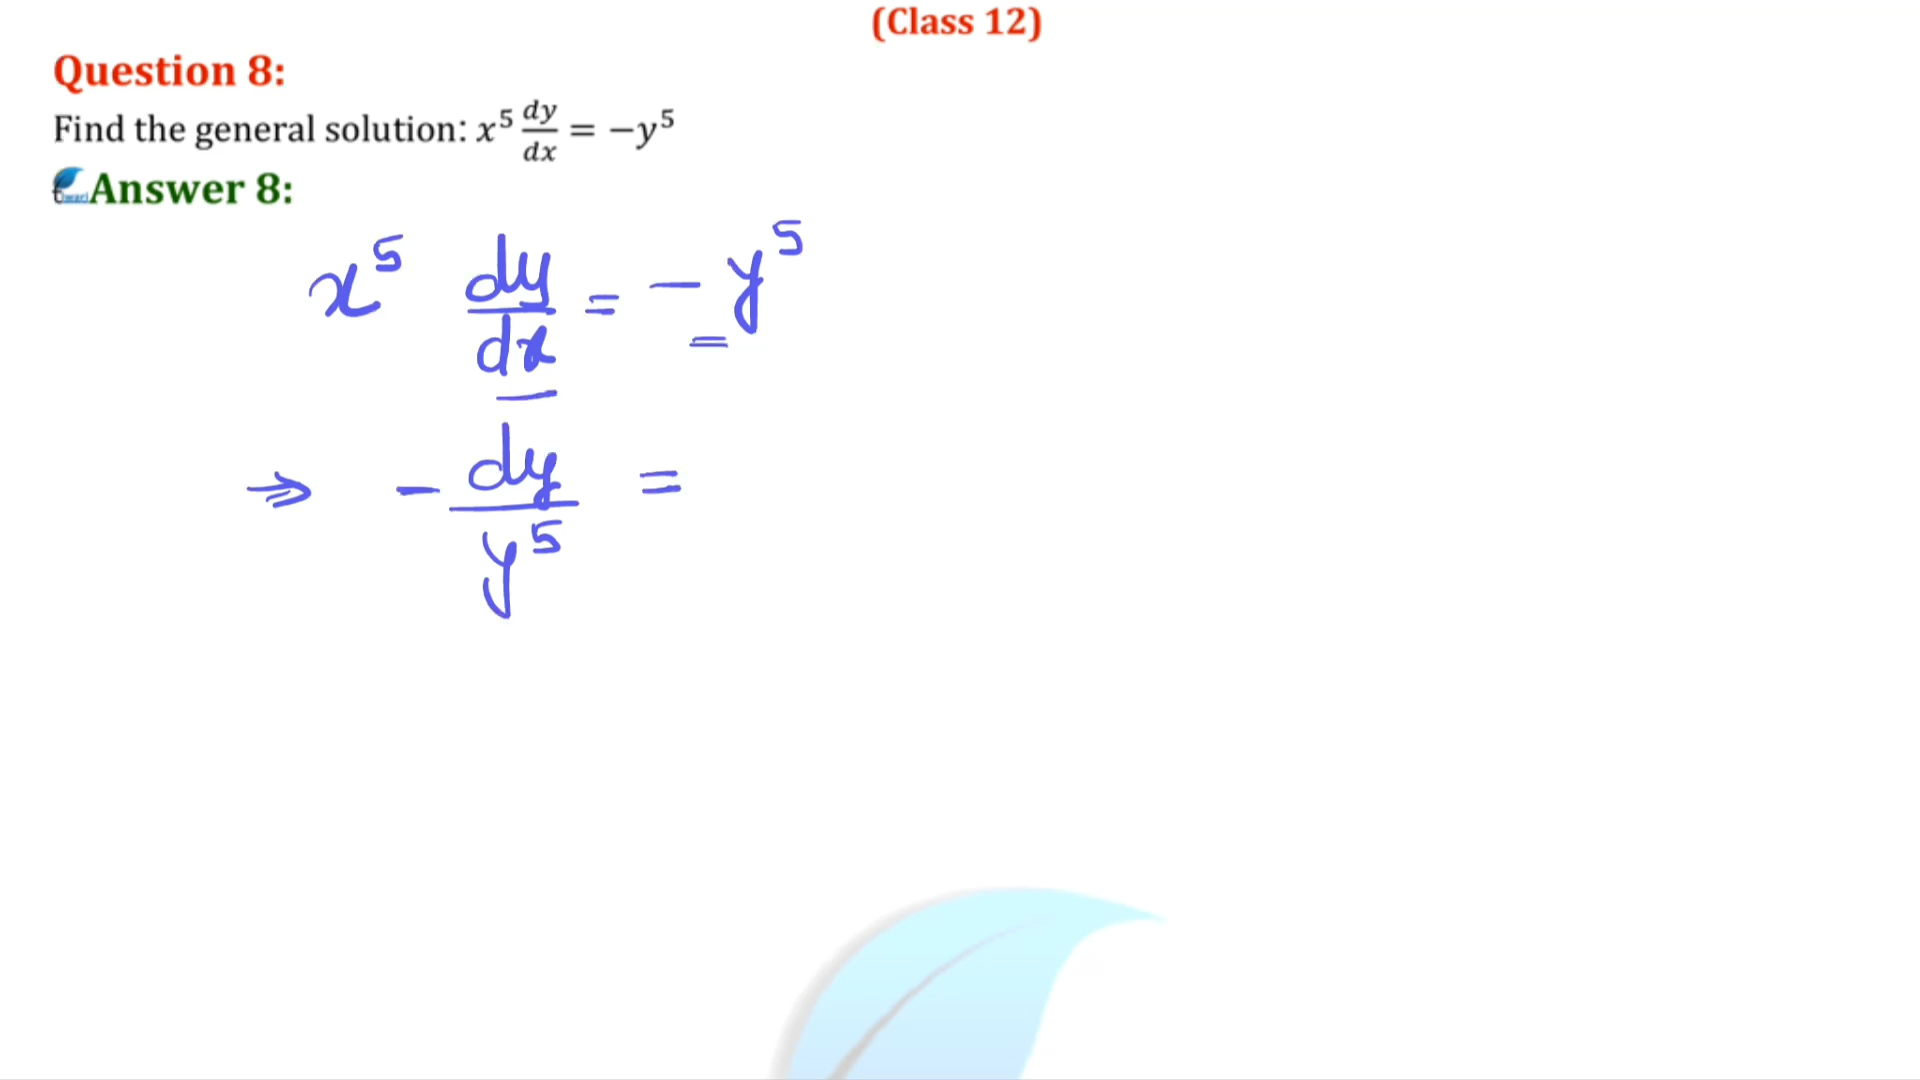 (Class 12)
Question 8:
Find the general solution: x⁵ dy/dx = −y⁵
Answer 8:
x⁵ dy/dx = − y⁵
⇒ − dy/y⁵ =